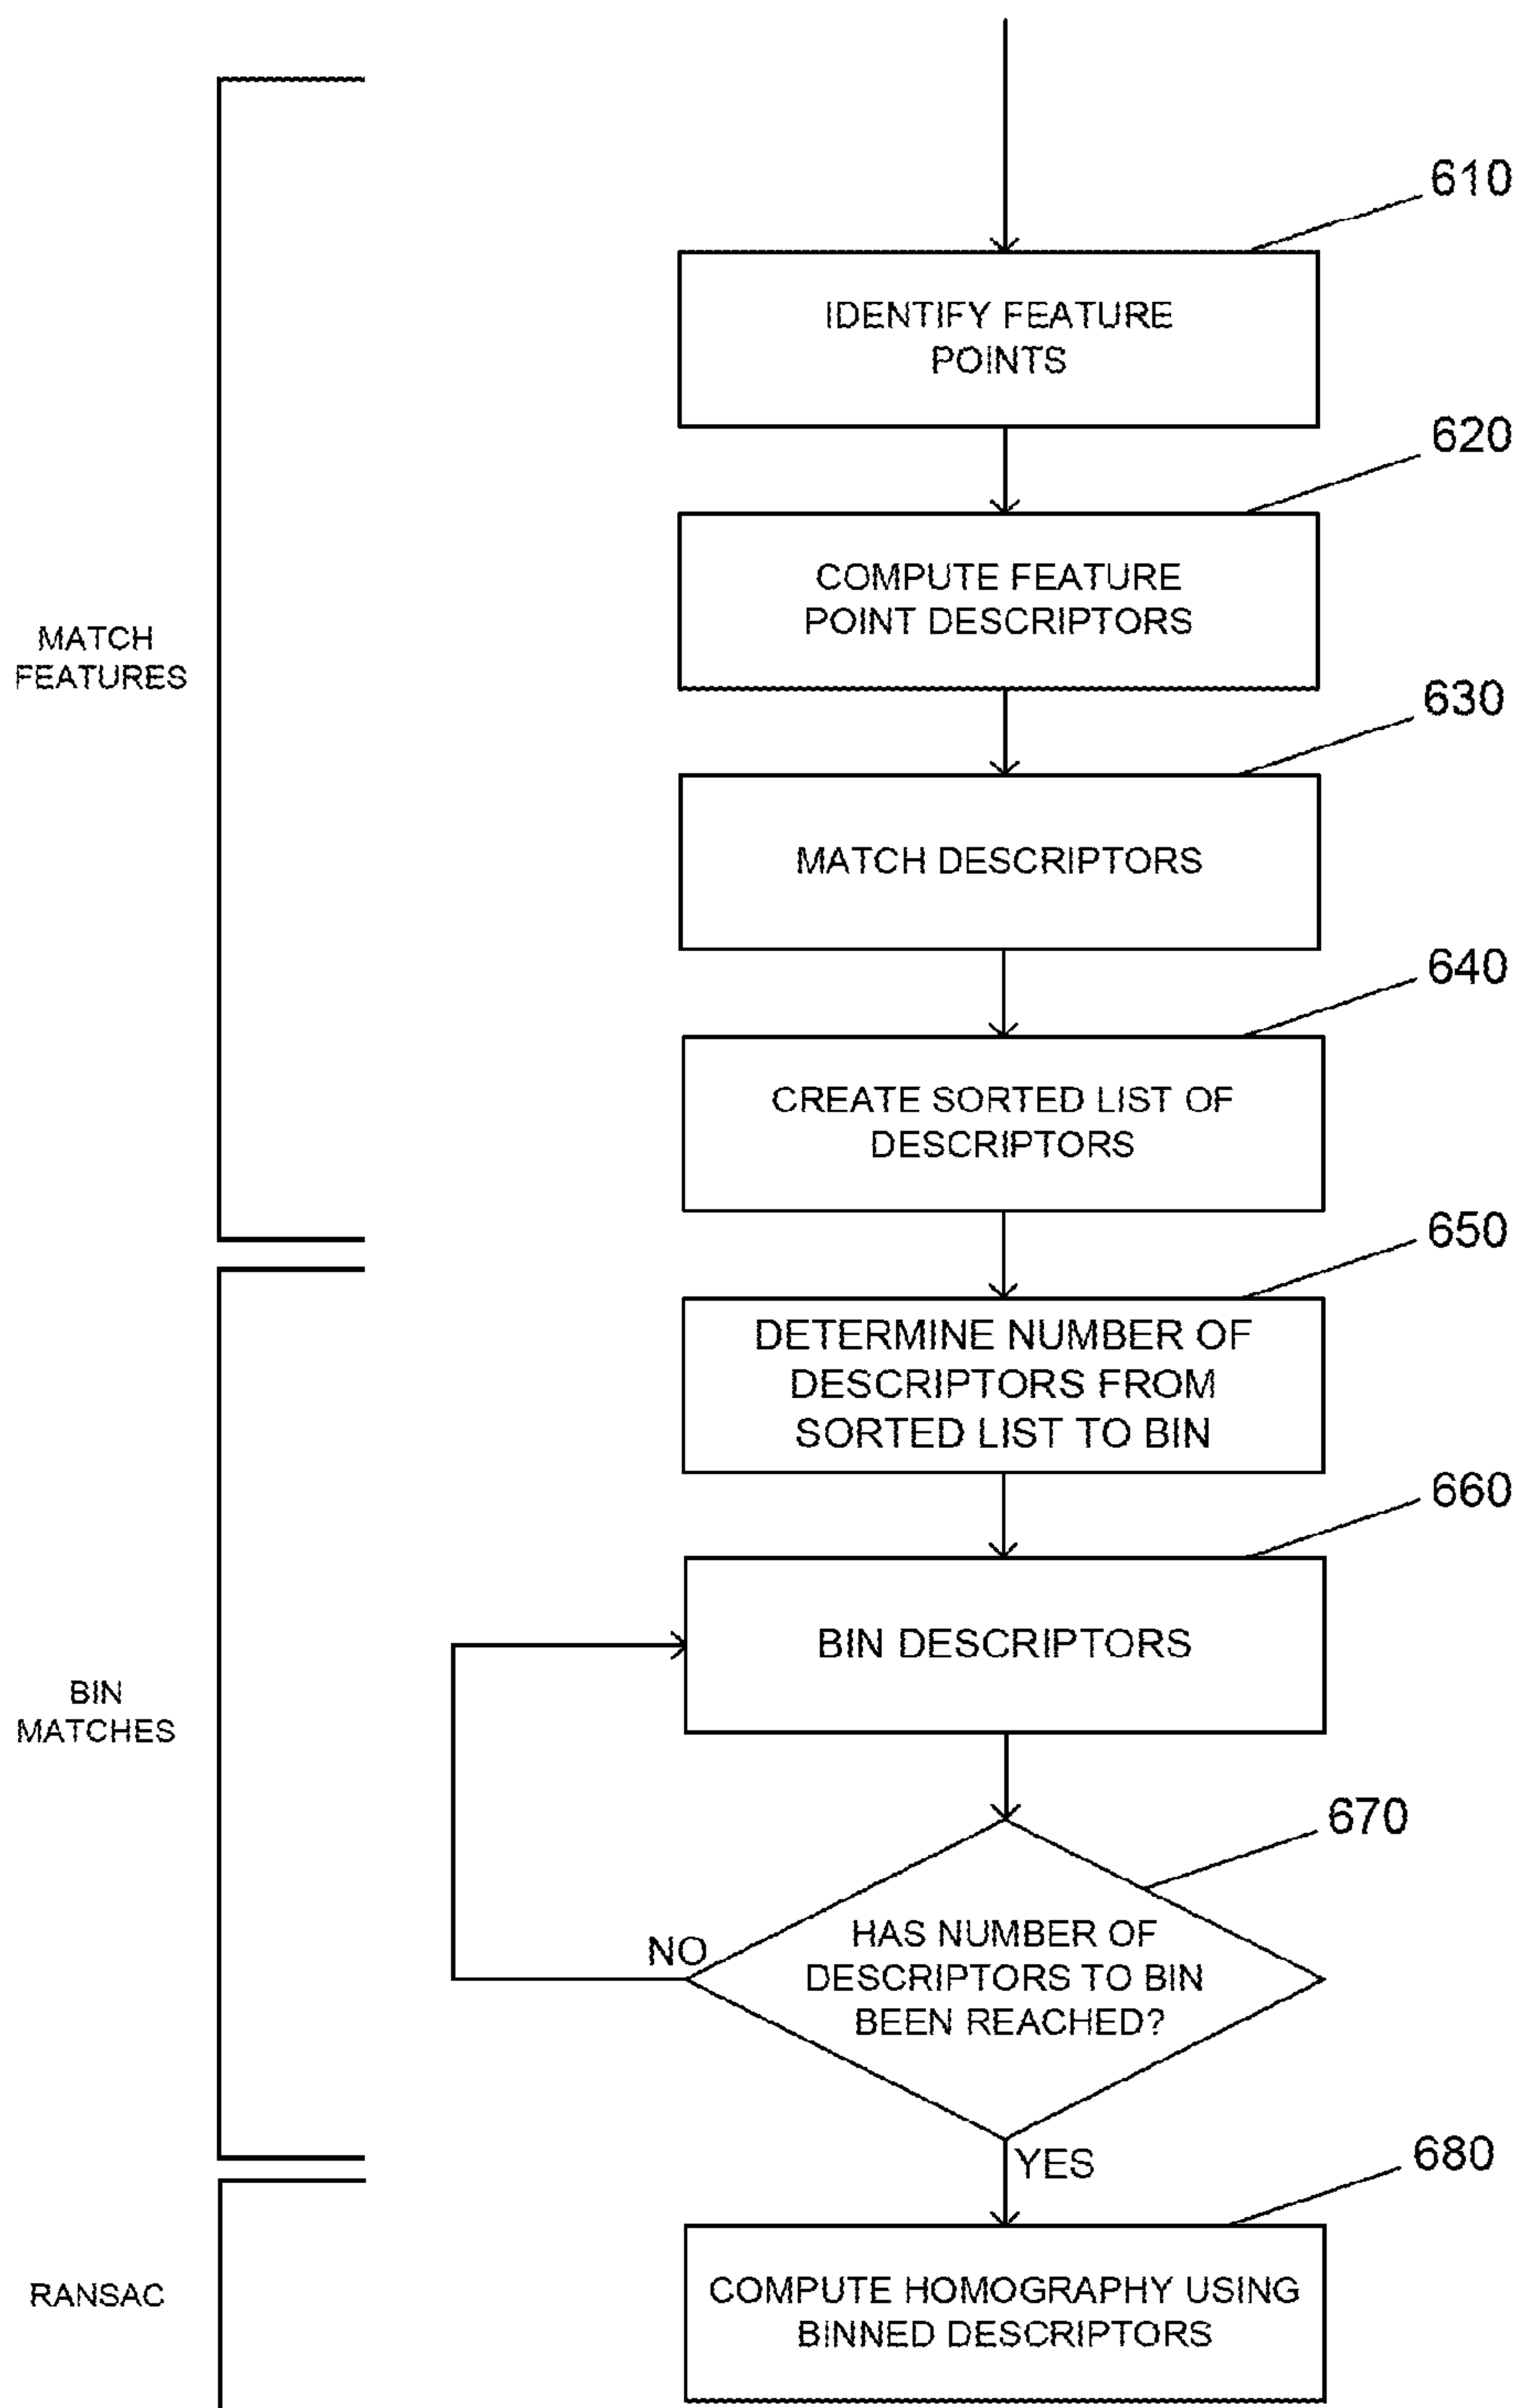 610
IDENTIFY FEATURE
POINTS
620
COMPUTE FEATURE
POINT DESCRIPTORS
MATCH
FEATURES
630
MATCH DESCRIPTORS
640
CREATE SORTED LIST OF
DESCRIPTORS
650
DETERMINE NUMBER OF
DESCRIPTORS FROM
SORTED LIST TO BIN
660
BIN DESCRIPTORS
BIN
MATCHES
670
HAS NUMBER OF
DESCRIPTORS TO BIN
BEEN REACHED?
NO
YES
680
RANSAC
COMPUTE HOMOGRAPHY USING
BINNED DESCRIPTORS